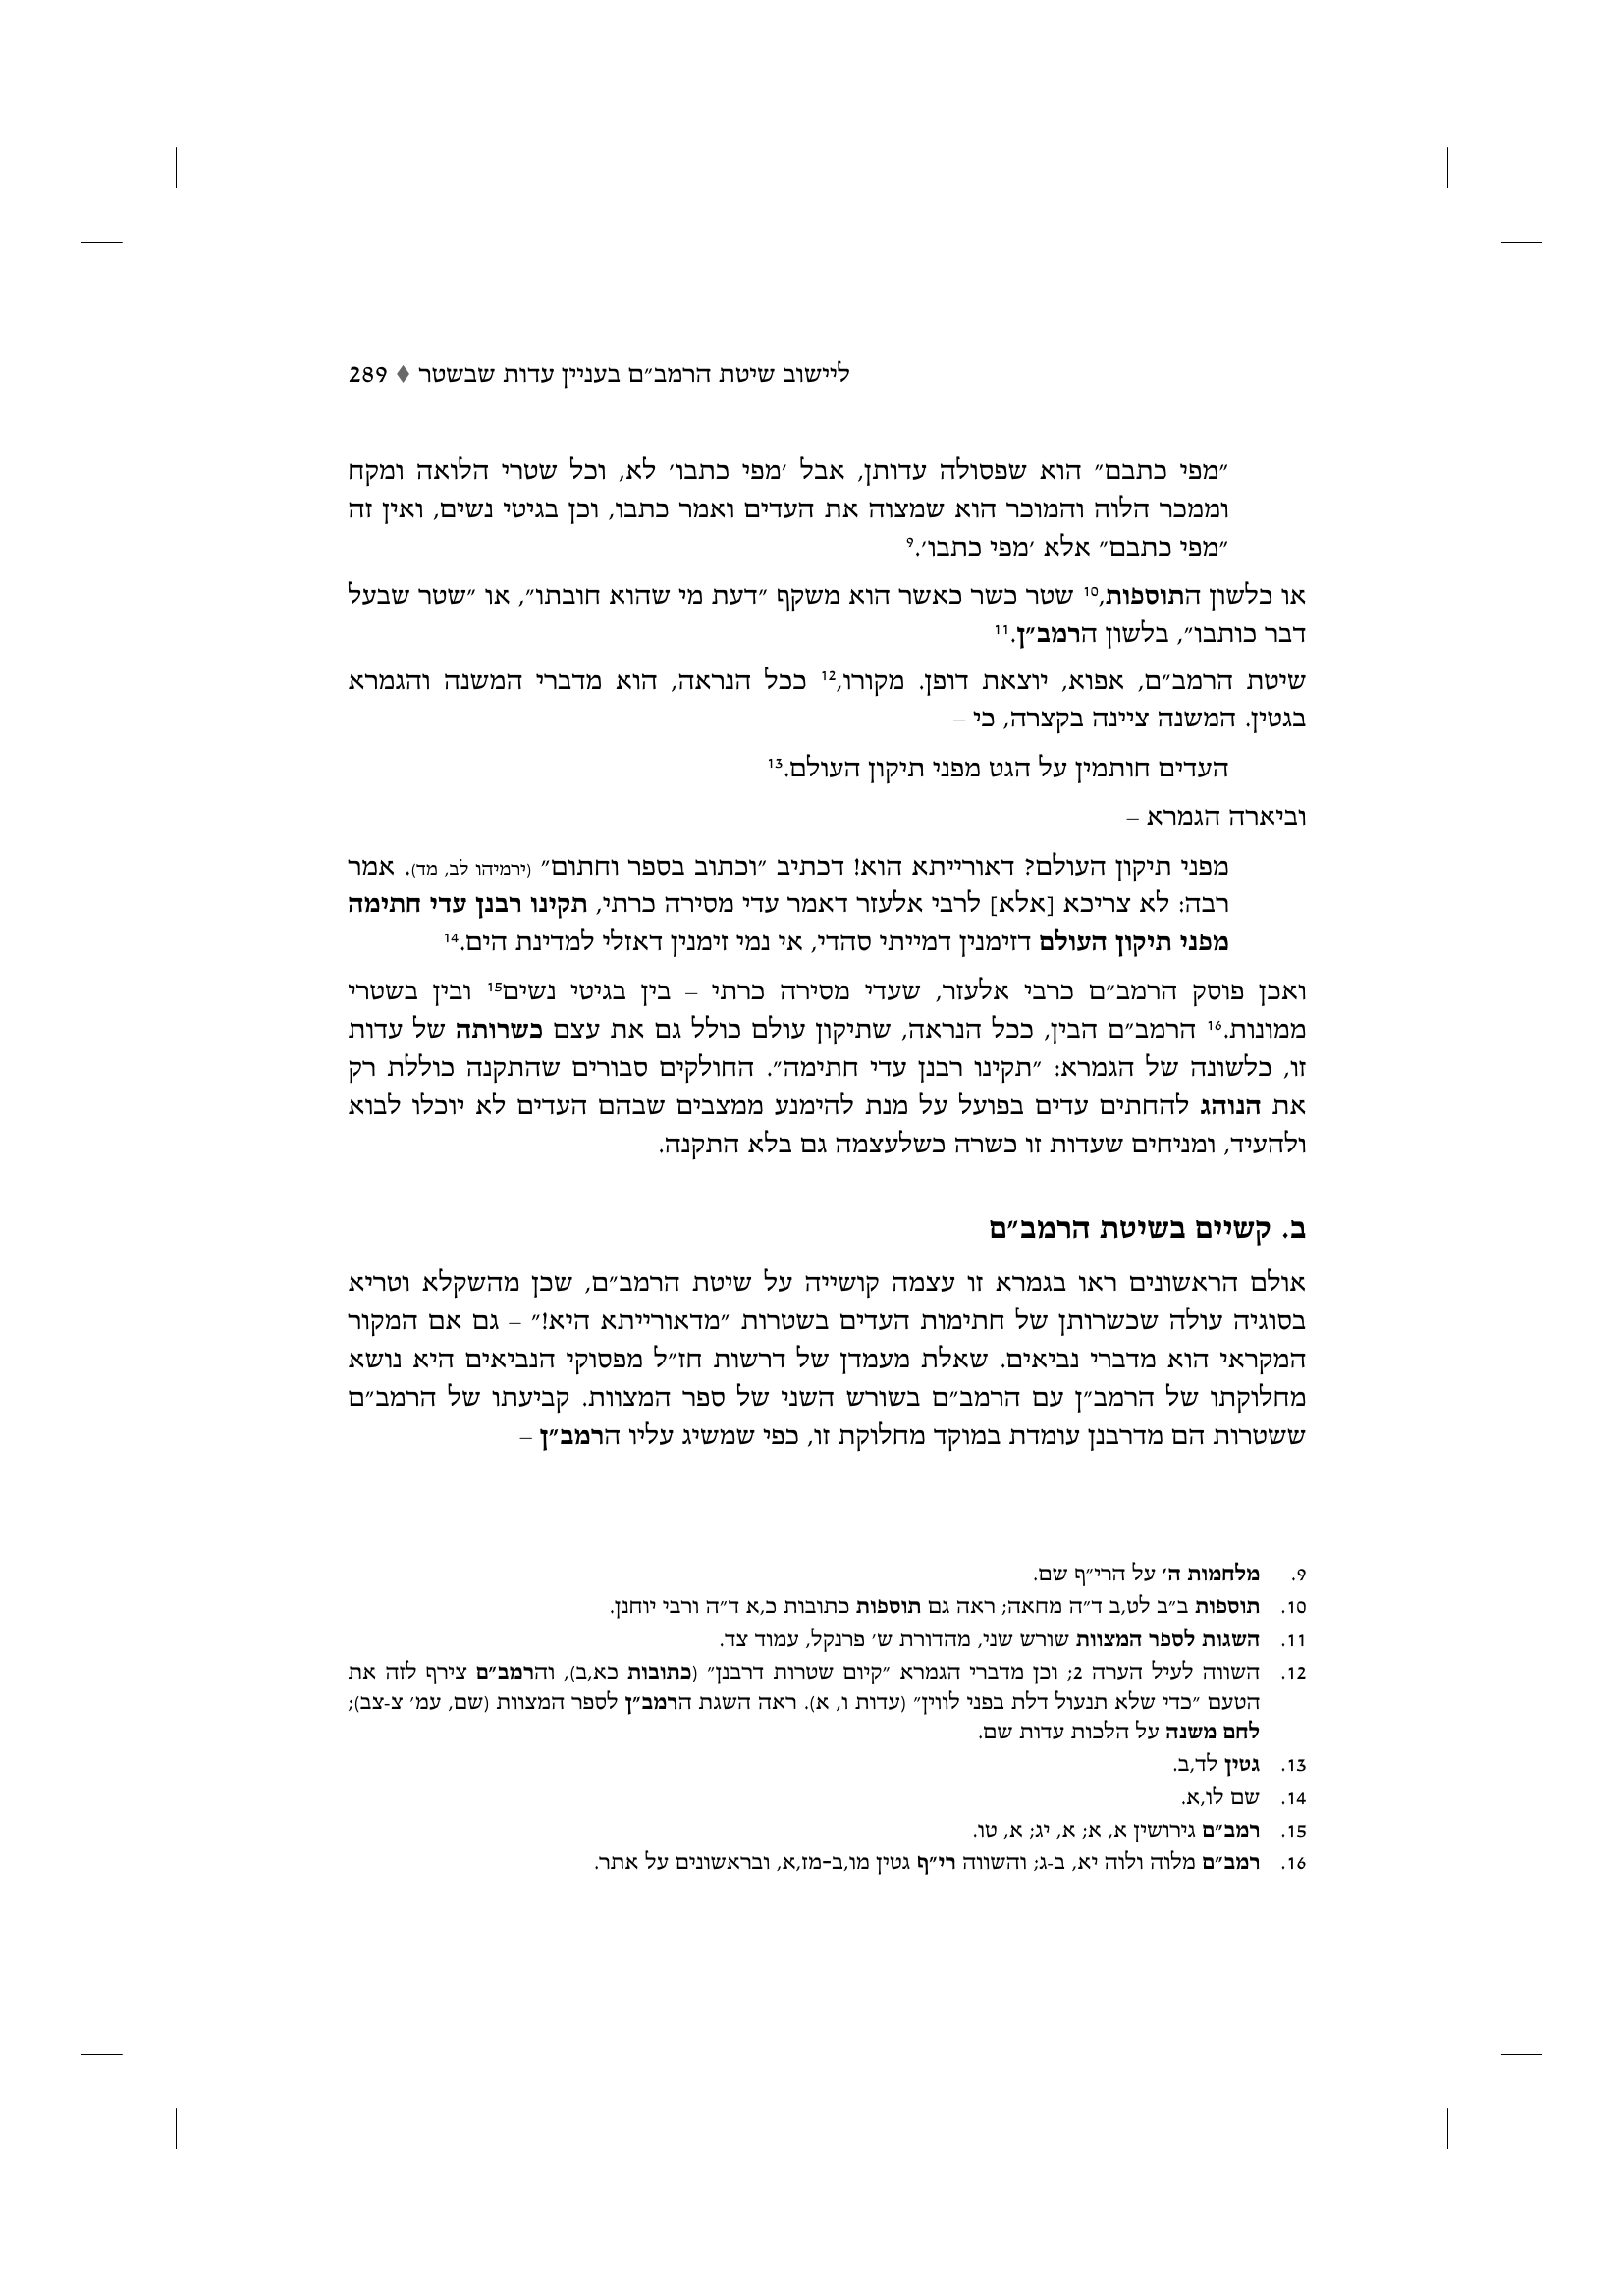 ליישוב שיטת הרמב״ם בעניין עדות שבשטר ♦ 289
״מפי כתבם״ הוא שפסולה עדותן, אבל ׳מפי כתבו׳ לא, וכל שטרי הלואה ומקח
וממכר הלוה והמוכר הוא שמצוה את העדים ואמר כתבו, וכן בגיטי נשים, ואין זה
״מפי כתבם״ אלא ׳מפי כתבו׳.9
או כלשון התוספות,10 שטר כשר כאשר הוא משקף ״דעת מי שהוא חובתו״, או ״שטר שבעל
דבר כותבו״, בלשון הרמב״ן.11
שיטת הרמב״ם, אפוא, יוצאת דופן. מקורו,12 ככל הנראה, הוא מדברי המשנה והגמרא
בגטין. המשנה ציינה בקצרה, כי –
העדים חותמין על הגט מפני תיקון העולם.13
וביארה הגמרא –
מפני תיקון העולם? דאורייתא הוא! דכתיב ״וכתוב בספר וחתום״ (ירמיהו לב, מד). אמר
רבה: לא צריכא [אלא] לרבי אלעזר דאמר עדי מסירה כרתי, תקינו רבנן עדי חתימה
מפני תיקון העולם דזימנין דמייתי סהדי, אי נמי זימנין דאזלי למדינת הים.14
ואכן פוסק הרמב״ם כרבי אלעזר, שעדי מסירה כרתי – בין בגיטי נשים15 ובין בשטרי
ממונות.16 הרמב״ם הבין, ככל הנראה, שתיקון עולם כולל גם את עצם כשרותה של עדות
זו, כלשונה של הגמרא: ״תקינו רבנן עדי חתימה״. החולקים סבורים שהתקנה כוללת רק
את הנוהג להחתים עדים בפועל על מנת להימנע ממצבים שבהם העדים לא יוכלו לבוא
ולהעיד, ומניחים שעדות זו כשרה כשלעצמה גם בלא התקנה.
ב. קשיים בשיטת הרמב״ם
אולם הראשונים ראו בגמרא זו עצמה קושייה על שיטת הרמב״ם, שכן מהשקלא וטריא
בסוגיה עולה שכשרותן של חתימות העדים בשטרות ״מדאורייתא היא!״ – גם אם המקור
המקראי הוא מדברי נביאים. שאלת מעמדן של דרשות חז״ל מפסוקי הנביאים היא נושא
מחלוקתו של הרמב״ן עם הרמב״ם בשורש השני של ספר המצוות. קביעתו של הרמב״ם
ששטרות הם מדרבנן עומדת במוקד מחלוקת זו, כפי שמשיג עליו הרמב״ן –
9. מלחמות ה׳ על הרי״ף שם.
10. תוספות ב״ב לט,ב ד״ה מחאה; ראה גם תוספות כתובות כ,א ד״ה ורבי יוחנן.
11. השגות לספר המצוות שורש שני, מהדורת ש׳ פרנקל, עמוד צד.
12. השווה לעיל הערה 2; וכן מדברי הגמרא ״קיום שטרות דרבנן״ (כתובות כא,ב), והרמב״ם צירף לזה את
הטעם ״כדי שלא תנעול דלת בפני לווין״ (עדות ו, א). ראה השגת הרמב״ן לספר המצוות (שם, עמ׳ צ-צב);
לחם משנה על הלכות עדות שם.
13. גטין לד,ב.
14. שם לו,א.
15. רמב״ם גירושין א, א; א, יג; א, טו.
16. רמב״ם מלוה ולוה יא, ב-ג; והשווה רי״ף גטין מו,ב–מז,א, ובראשונים על אתר.